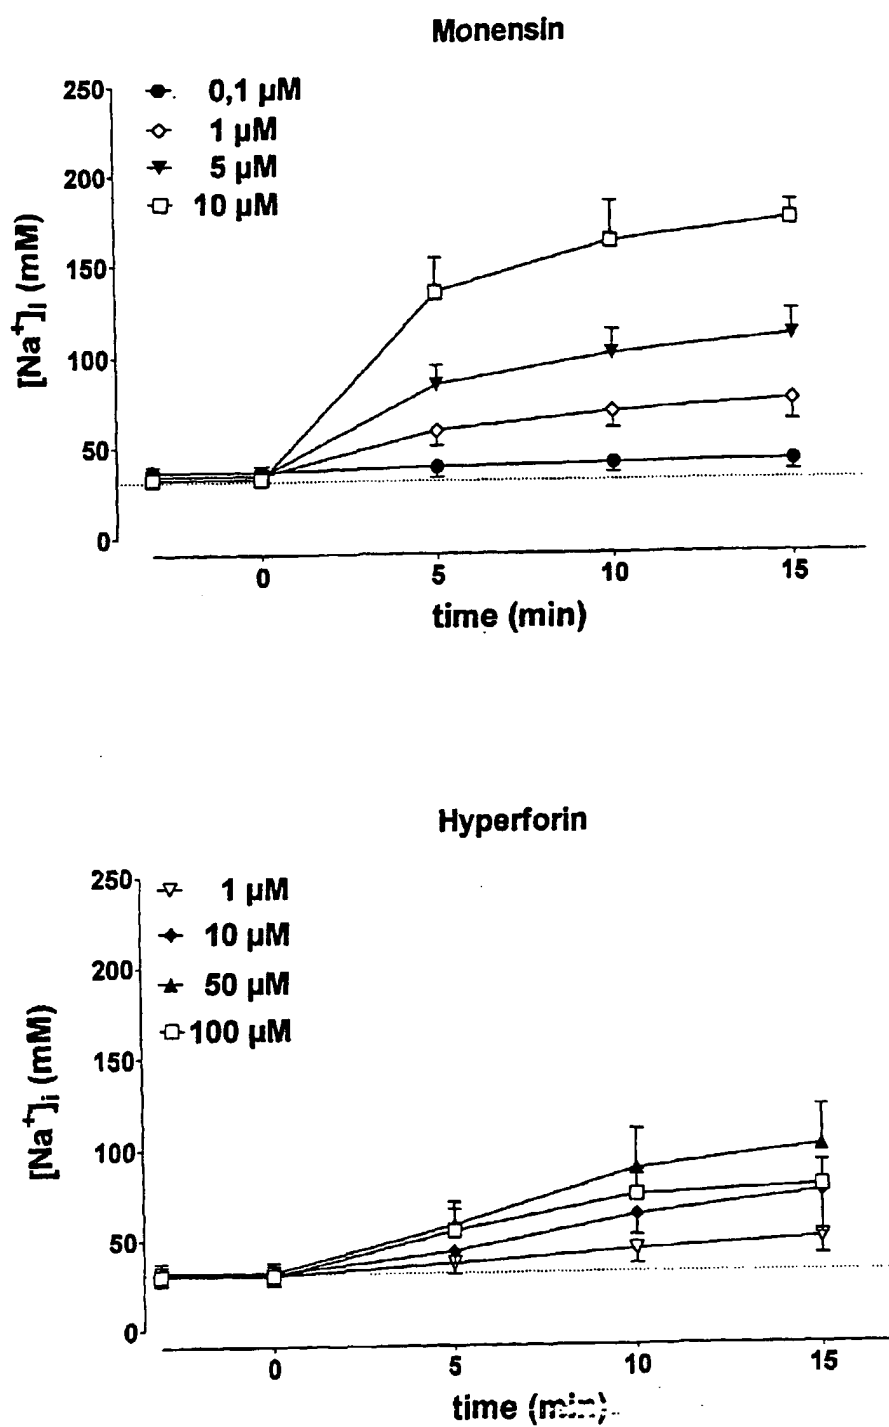 Monensin
250
200
150
100
50
0
[Na+]i (mM)
0,1 µM
1 µM
5 µM
10 µM
0 5 10 15
time (min)
Hyperforin
250
200
150
100
50
0
[Na+]i (mM)
1 µM
10 µM
50 µM
100 µM
0 5 10 15
time (min)